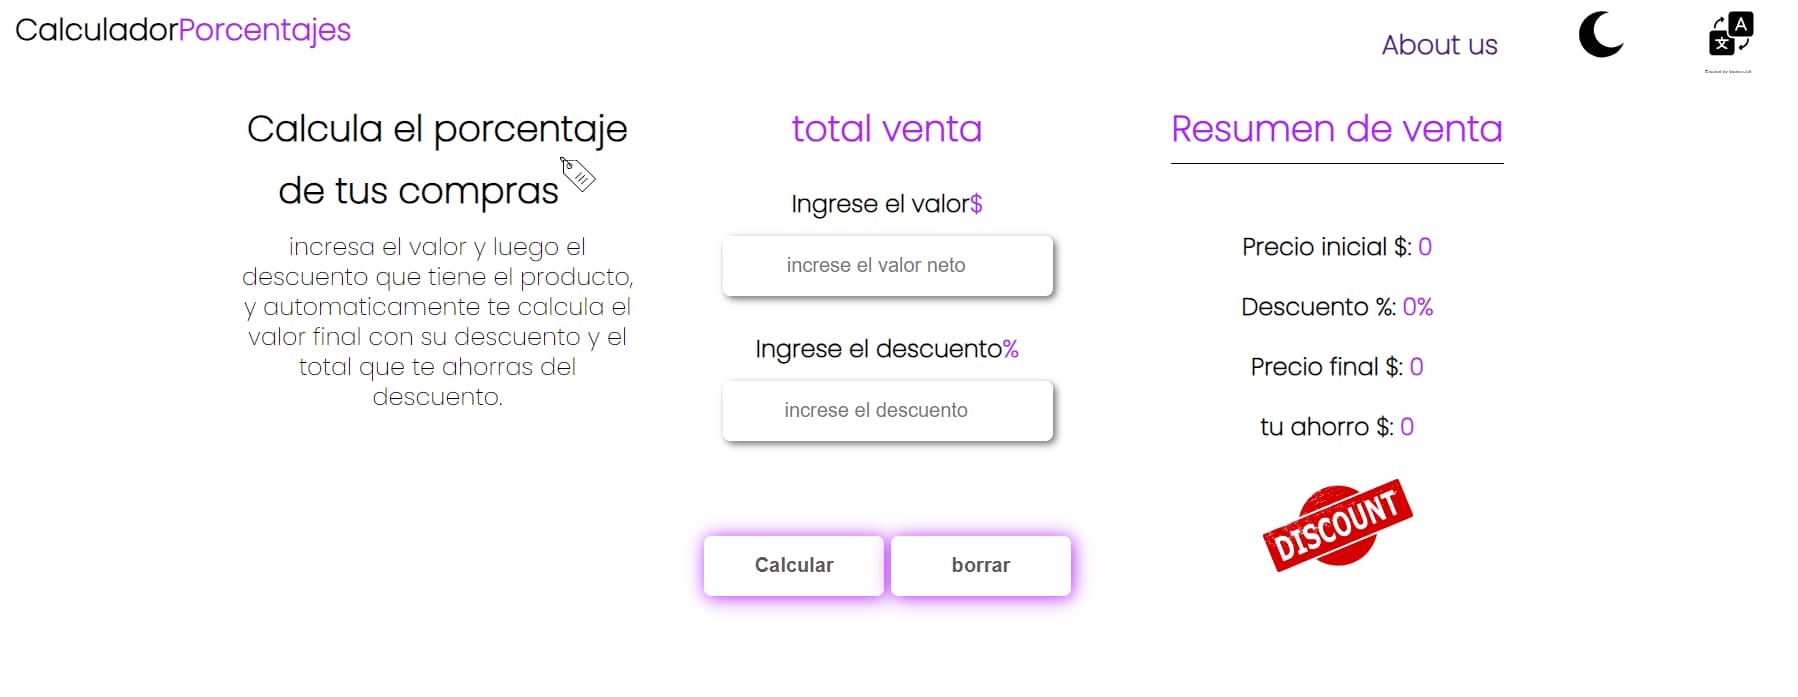 CalculadorPorcentajes
About us
A
文
Calcula el porcentaje
de tus compras
incresa el valor y luego el
descuento que tiene el producto,
y automaticamente te calcula el
valor final con su descuento y el
total que te ahorras del
descuento.
total venta
Ingrese el valor$
increse el valor neto
Ingrese el descuento%
increse el descuento
Calcular
borrar
Resumen de venta
Precio inicial $: 0
Descuento %: 0%
Precio final $: 0
tu ahorro $: 0
DISCOUNT